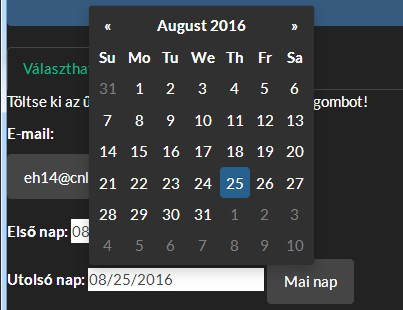 « August 2016 »
Su Mo Tu We Th Fr Sa
31 1 2 3 4 5 6
7 8 9 10 11 12 13
14 15 16 17 18 19 20
21 22 23 24 25 26 27
28 29 30 31 1 2 3
4 5 6 7 8 9 10
Töltse ki az gombot!
E-mail:
Első nap:
Utolsó nap: 08/25/2016 Mai nap